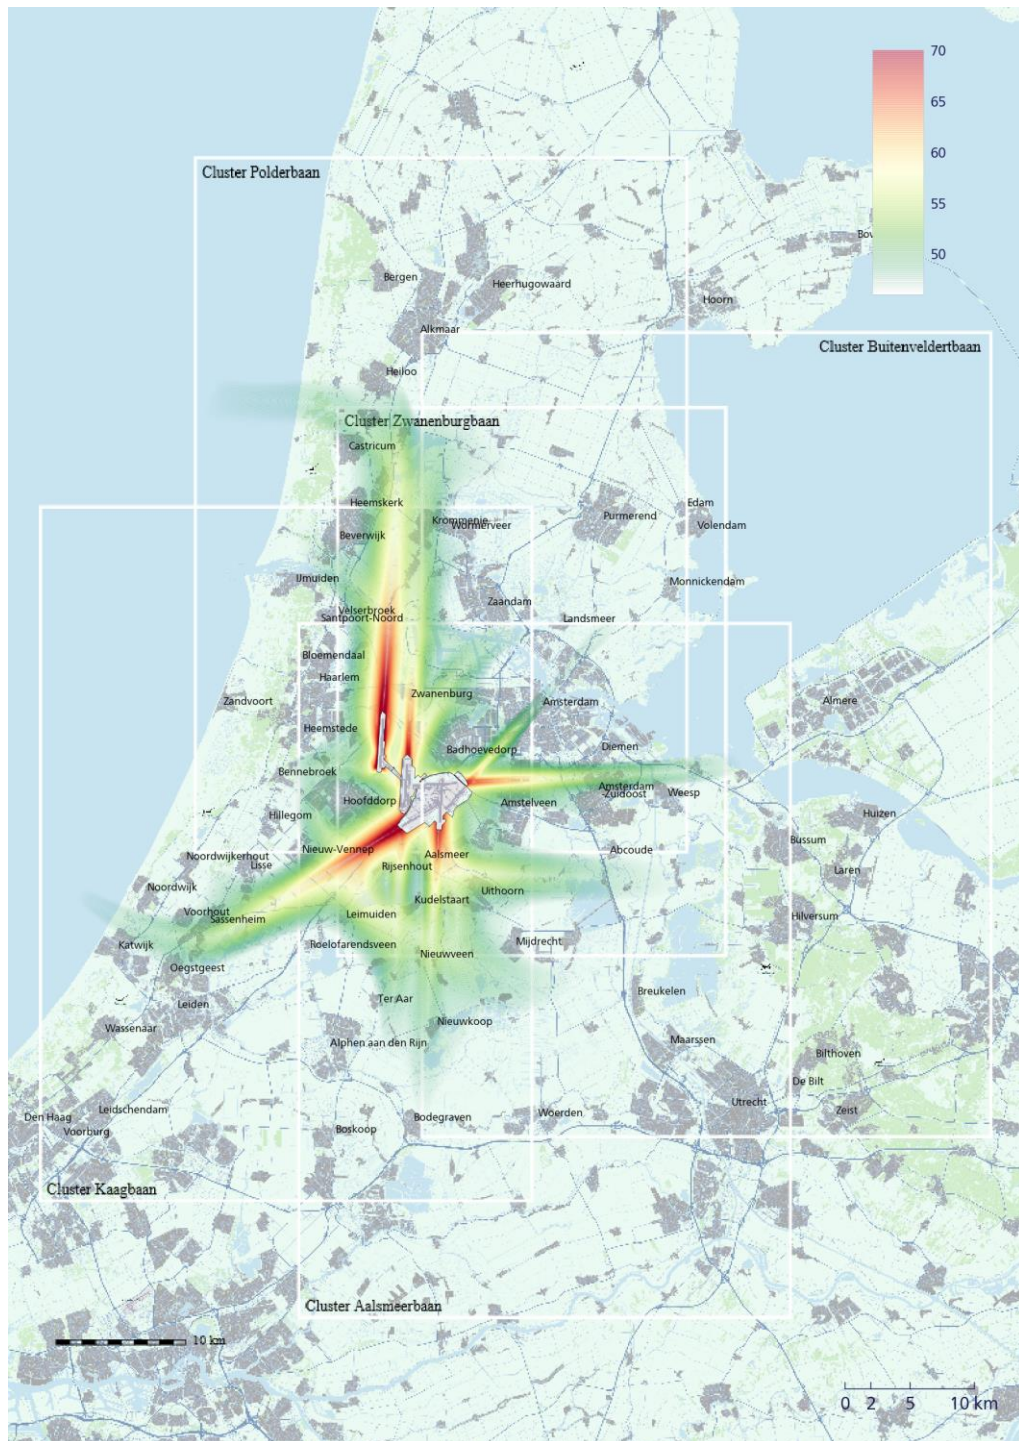 70
65
60
55
50
Cluster Polderbaan
Bov
Bergen
Heerhugowaard
Hoorn
Alkmaar
Cluster Buitenveldertbaan
Heiloo
Cluster Zwanenburgbaan
Castricum
Heemskerk
Edam
Krommenie
Wormerveer
Purmerend
Volendam
Beverwijk
IJmuiden
Monnickendam
Zaandam
Velserbroek
Santpoort-Noord
Landsmeer
Bloemendaal
Haarlem
Zwanenburg
Zandvoort
Amsterdam
Almere
Heemstede
Badhoevedorp
Diemen
Bennebroek
Hoofddorp
Amstelveen
Amsterdam
-Zuidoost
Weesp
Hillegom
Huizen
Nieuw-Vennep
Aalsmeer
Abcoude
Bussum
Noordwijkerhout
Lisse
Rijsenhout
Laren
Noordwijk
Uithoorn
Kudelstaart
Voorhout
Sassenheim
Leimuiden
Hilversum
Katwijk
Roelofarendsveen
Nieuwveen
Mijdrecht
Oegstgeest
Leiden
Ter Aar
Breukelen
Wassenaar
Nieuwkoop
Alphen aan den Rijn
Maarssen
Bilthoven
De Bilt
Den Haag
Leidschendam
Voorburg
Boskoop
Bodegraven
Woerden
Utrecht
Zeist
Cluster Kaagbaan
Cluster Aalsmeerbaan
10 km
0 2 5 10 km